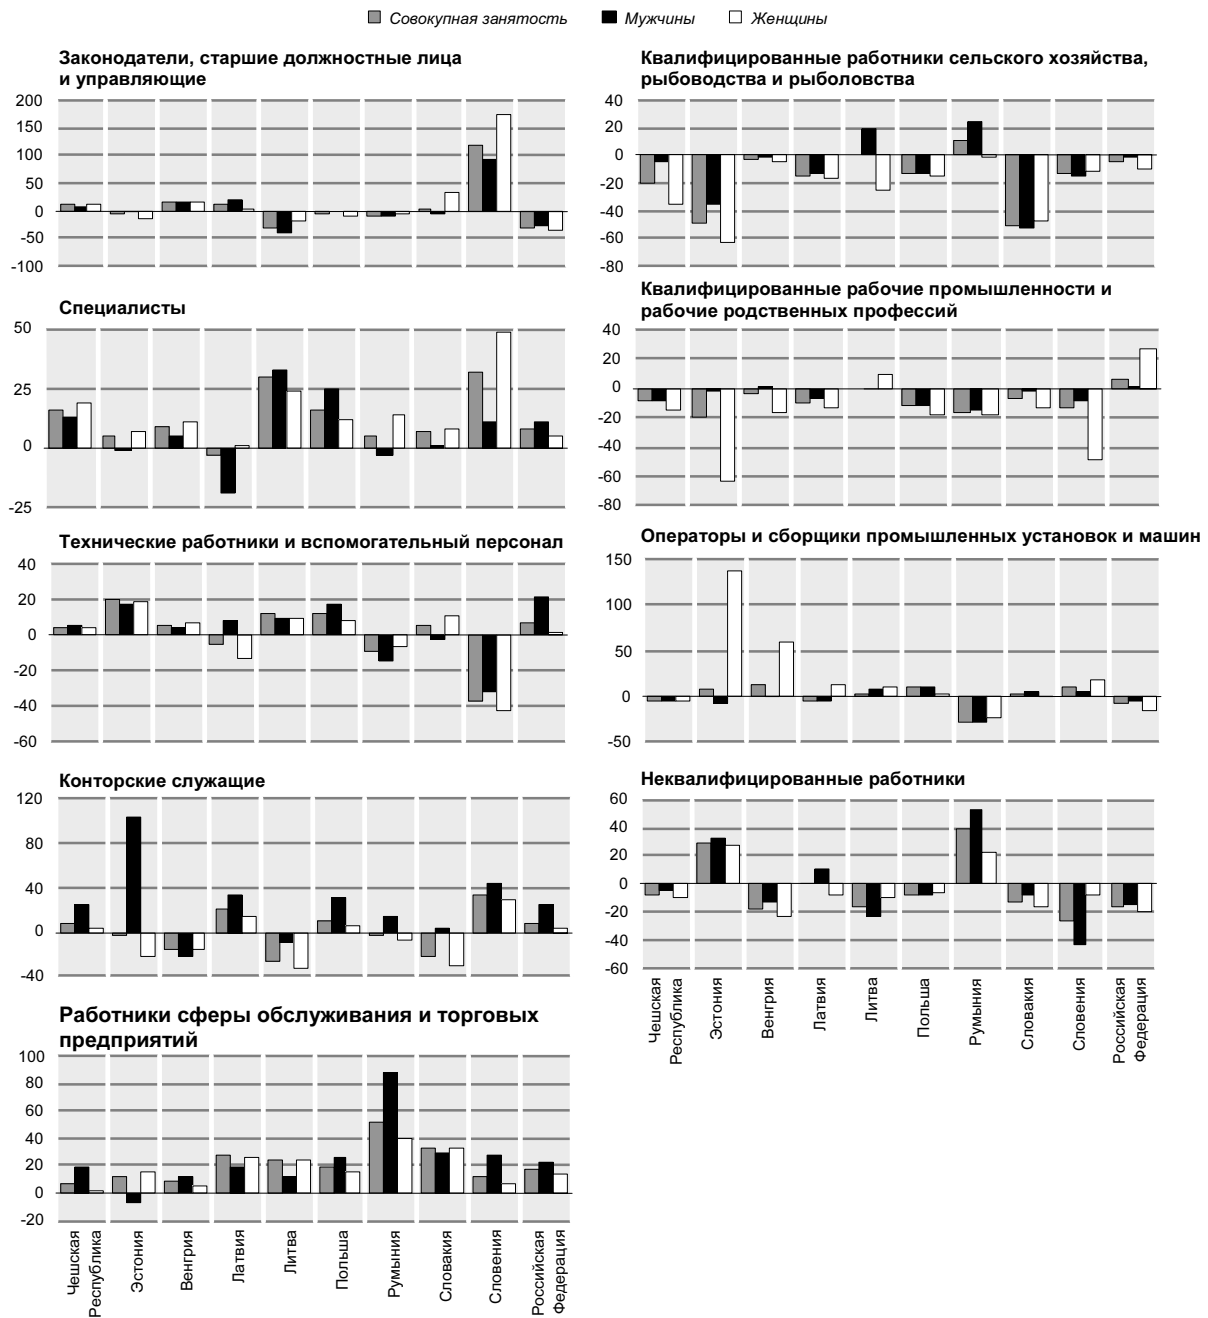 Совокупная занятость Мужчины Женщины
Законодатели, старшие должностные лица
и управляющие
200
150
100
50
0
-50
-100
Специалисты
50
25
0
-25
Технические работники и вспомогательный персонал
40
20
0
-20
-40
-60
Конторские служащие
120
80
40
0
-40
Работники сферы обслуживания и торговых
предприятий
100
80
60
40
20
0
-20
Чешская
Республика
Эстония
Венгрия
Латвия
Литва
Польша
Румыния
Словакия
Словения
Российская
Федерация
Квалифицированные работники сельского хозяйства,
рыбоводства и рыболовства
40
20
0
-20
-40
-60
-80
Квалифицированные рабочие промышленности и
рабочие родственных профессий
40
20
0
-20
-40
-60
-80
Операторы и сборщики промышленных установок и машин
150
100
50
0
-50
Неквалифицированные работники
60
40
20
0
-20
-40
-60
Чешская
Республика
Эстония
Венгрия
Латвия
Литва
Польша
Румыния
Словакия
Словения
Российская
Федерация